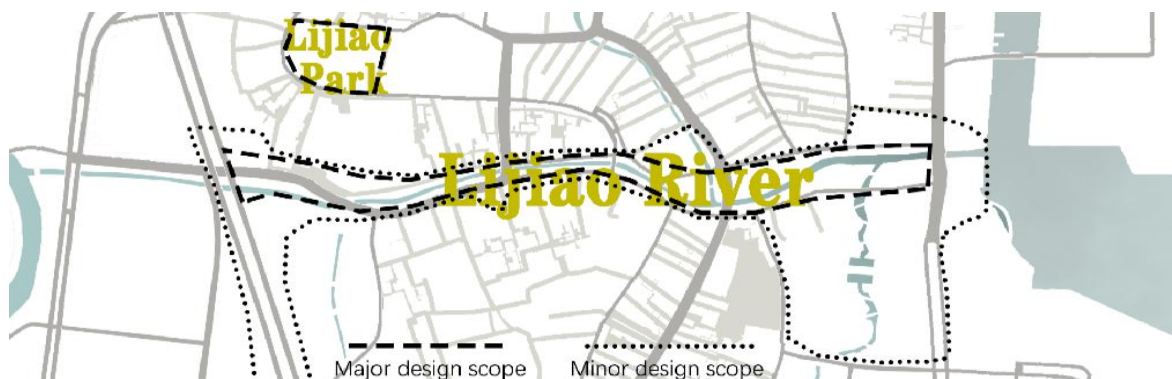 Lijiao
Park
Lijiao River
Major design scope
Minor design scope